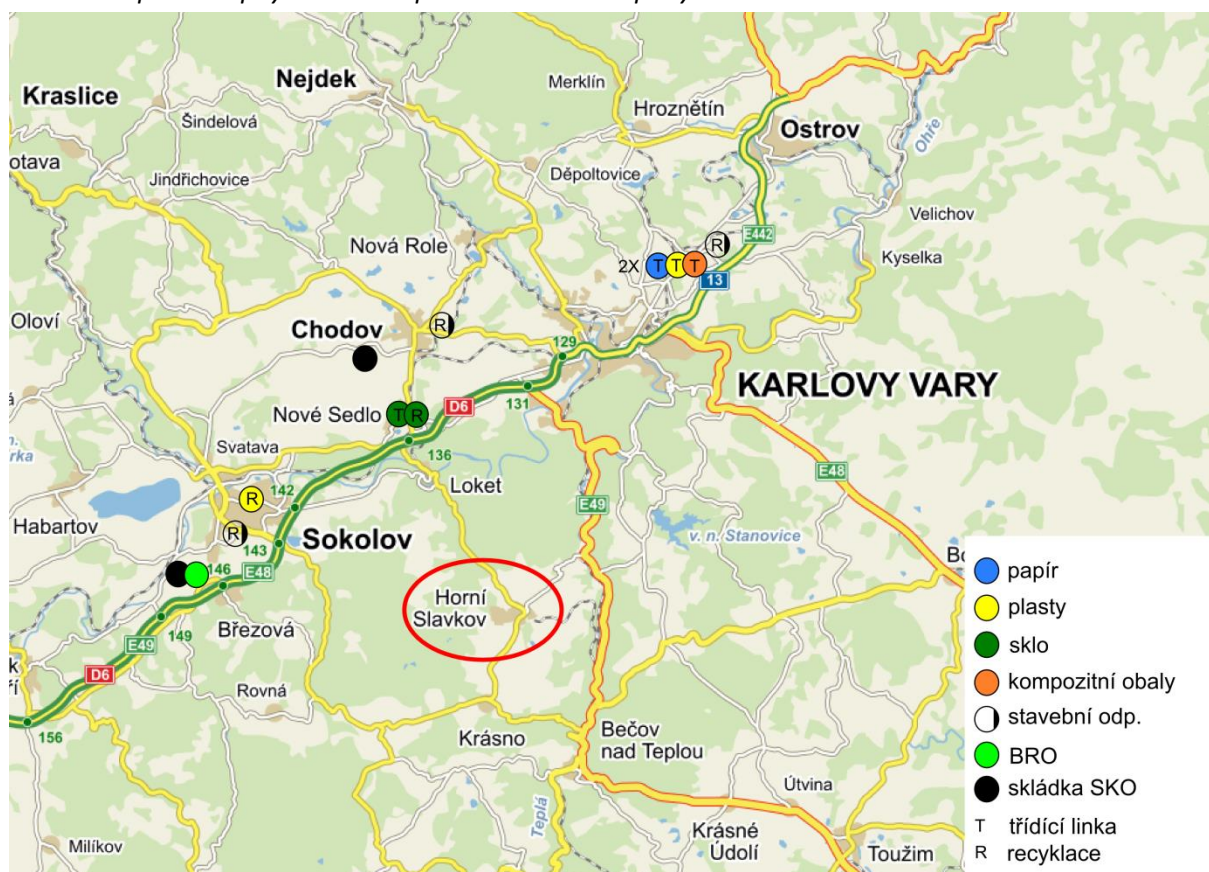 Nejdek
Merklín
Kraslice
Hroznětín
Šindelová
Ostrov
Ohře
otava
Děpoltovice
Jindřichovice
Velichov
E442
Nová Role
R
Kyselka
2X
T
T
T
13
Oloví
Chodov
R
129
KARLOVY VARY
131
Nové Sedlo
T
R
D6
Svatava
136
n.
rka
E48
Loket
142
R
E49
Habartov
R
Sokolov
v. n. Stanovice
143
146
E48
Horní
Slavkov
149
Březová
E49
k
ří
D6
Rovná
156
Krásno
Bečov
nad Teplou
Útvina
Teplá
Krásné
Údolí
Toužim
Milíkov
Bo
papír
plasty
sklo
kompozitní obaly
stavební odp.
BRO
skládka SKO
T třídící linka
R recyklace